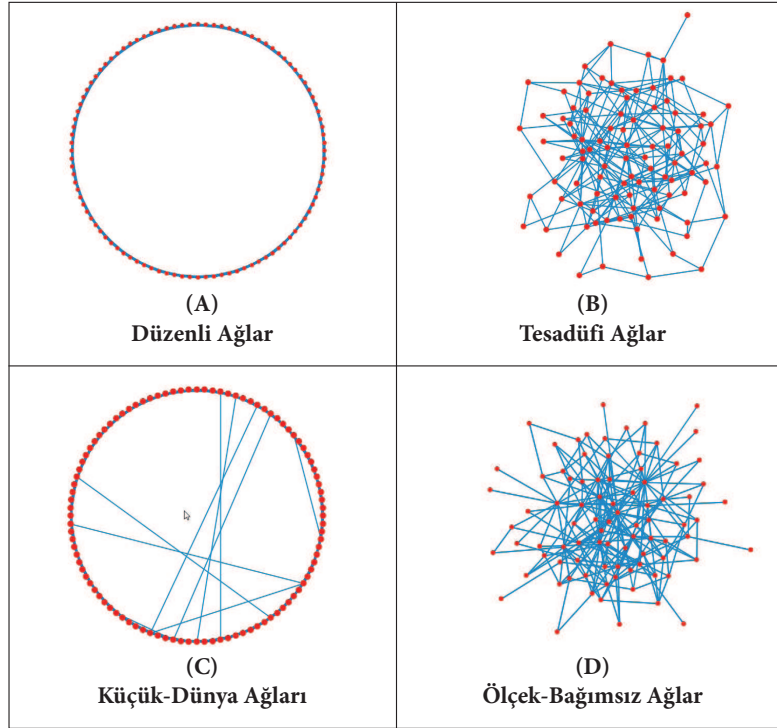 (A)
Düzenli Ağlar
(B)
Tesadüfi Ağlar
(C)
Küçük-Dünya Ağları
(D)
Ölçek-Bağımsız Ağlar